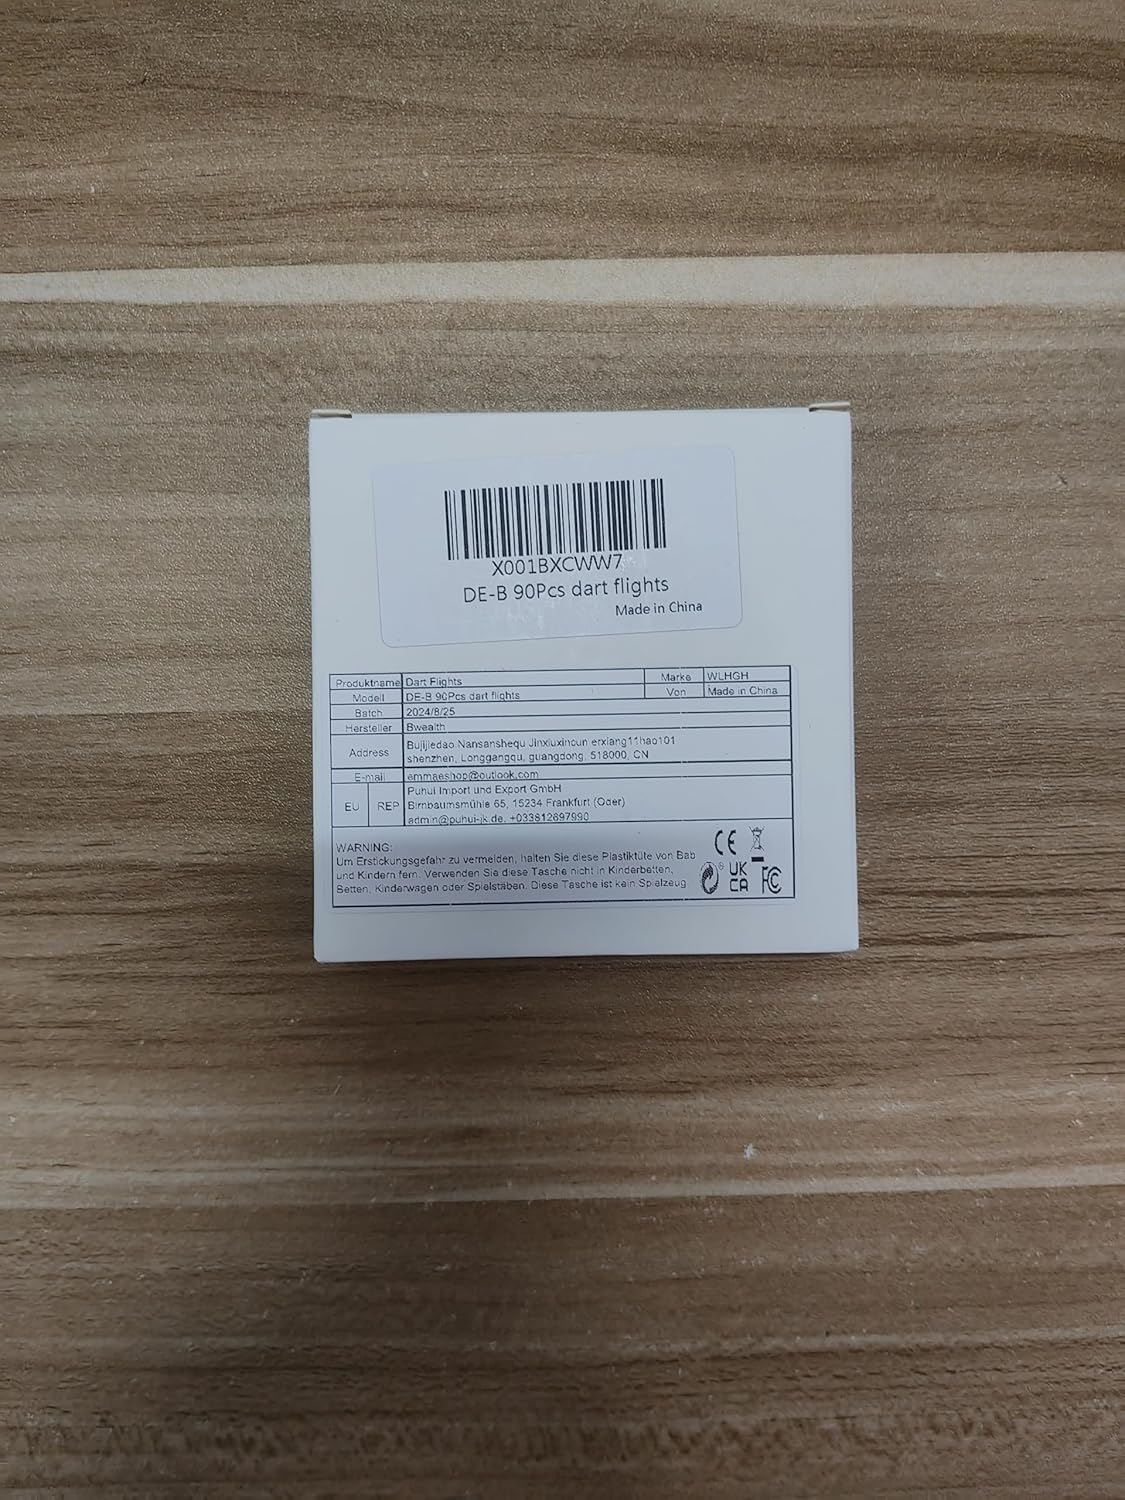 X001BXCWW7
DE-B 90Pcs dart flights
Made in China
Produktname Dart Flights Marke WLHGH
Modell DE-B 90Pcs dart flights Von Made in China
Batch 2024/8/25
Hersteller Bwealth
Address Bujijiedao Nansanshequ Jinxiuxincun erxiang11hao101
shenzhen, Longgangqu, guangdong, 518000, CN
E-mail emmaeshop@outlook.com
EU REP Puhui Import und Export GmbH
Birnbaumsmühle 65, 15234 Frankfurt (Oder)
admin@puhui-jk.de, +033812697990
WARNING:
Um Erstickungsgefahr zu vermeiden, halten Sie diese Plastiktüte von Bab
und Kindern fern. Verwenden Sie diese Tasche nicht in Kinderbetten,
Betten, Kinderwagen oder Spielstäben. Diese Tasche ist kein Spielzeug
CE
UK
CA
FC